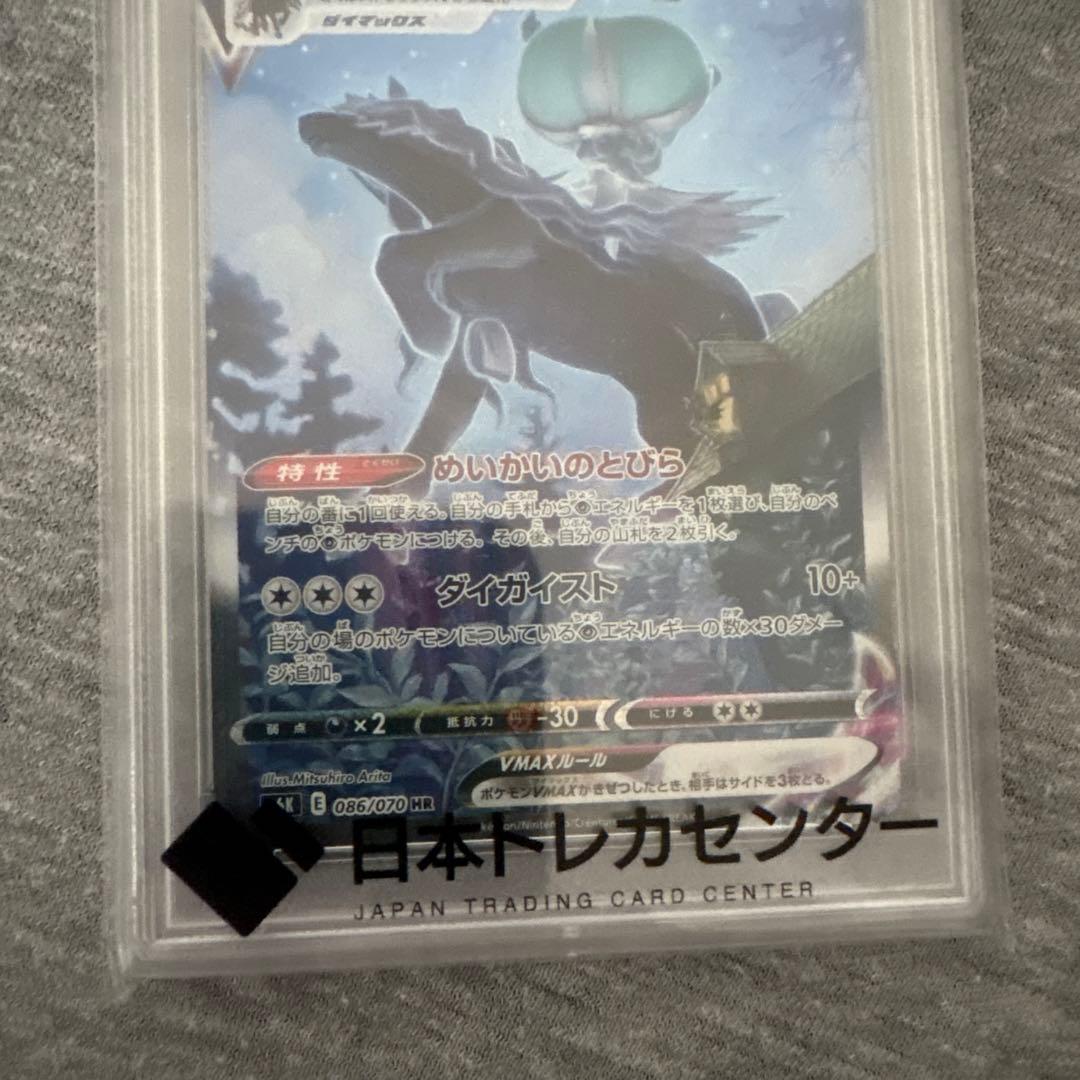 ダイマックス
特性 とくせい めいかいのとびら
自分の番に1回使える。自分の手札からエネルギーを1枚選び、自分のベ
ンチのポケモンにつける。その後、自分の山札を2枚引く。
ダイガイスト 10+
自分の場のポケモンについているエネルギーの数×30ダメー
ジ追加。
弱点 ×2 抵抗力 -30 にげる
VMAXルール
ポケモンVMAXがきぜつしたとき、相手はサイドを3枚とる。
Illus. Mitsuhiro Arita
E 086/070 HR
日本トレカセンター
JAPAN TRADING CARD CENTER